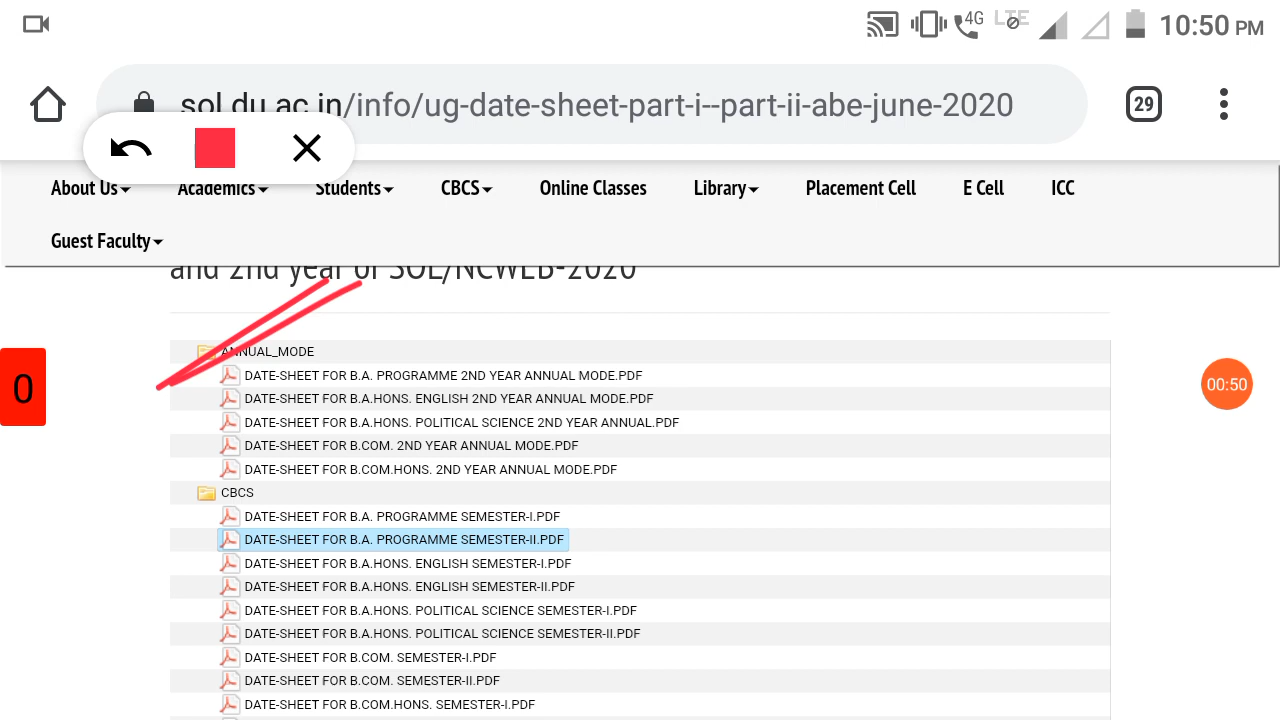 4G LTE 10:50 PM
sol.du.ac.in/info/ug-date-sheet-part-i--part-ii-abe-june-2020
29
About Us Academics Students CBCS Online Classes Library Placement Cell E Cell ICC
Guest Faculty
and 2nd year of SOL/NCWEB-2020
ANNUAL_MODE
DATE-SHEET FOR B.A. PROGRAMME 2ND YEAR ANNUAL MODE.PDF
0
00:50
DATE-SHEET FOR B.A.HONS. ENGLISH 2ND YEAR ANNUAL MODE.PDF
DATE-SHEET FOR B.A.HONS. POLITICAL SCIENCE 2ND YEAR ANNUAL.PDF
DATE-SHEET FOR B.COM. 2ND YEAR ANNUAL MODE.PDF
DATE-SHEET FOR B.COM.HONS. 2ND YEAR ANNUAL MODE.PDF
CBCS
DATE-SHEET FOR B.A. PROGRAMME SEMESTER-I.PDF
DATE-SHEET FOR B.A. PROGRAMME SEMESTER-II.PDF
DATE-SHEET FOR B.A.HONS. ENGLISH SEMESTER-I.PDF
DATE-SHEET FOR B.A.HONS. ENGLISH SEMESTER-II.PDF
DATE-SHEET FOR B.A.HONS. POLITICAL SCIENCE SEMESTER-I.PDF
DATE-SHEET FOR B.A.HONS. POLITICAL SCIENCE SEMESTER-II.PDF
DATE-SHEET FOR B.COM. SEMESTER-I.PDF
DATE-SHEET FOR B.COM. SEMESTER-II.PDF
DATE-SHEET FOR B.COM.HONS. SEMESTER-I.PDF